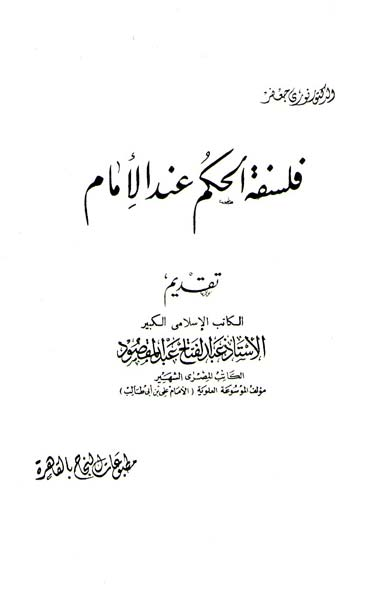 الدكتور نوري جعفر
فلسفة الحكم عند الإمام
تقديم
الكاتب الإسلامي الكبير
الأستاذ عبد الفتاح عبد المقصود
الكاتب المصري الشهير
مؤلف الموسوعة العلوية (الإمام علي بن أبي طالب)
مطبوعات النجاح بالقاهرة